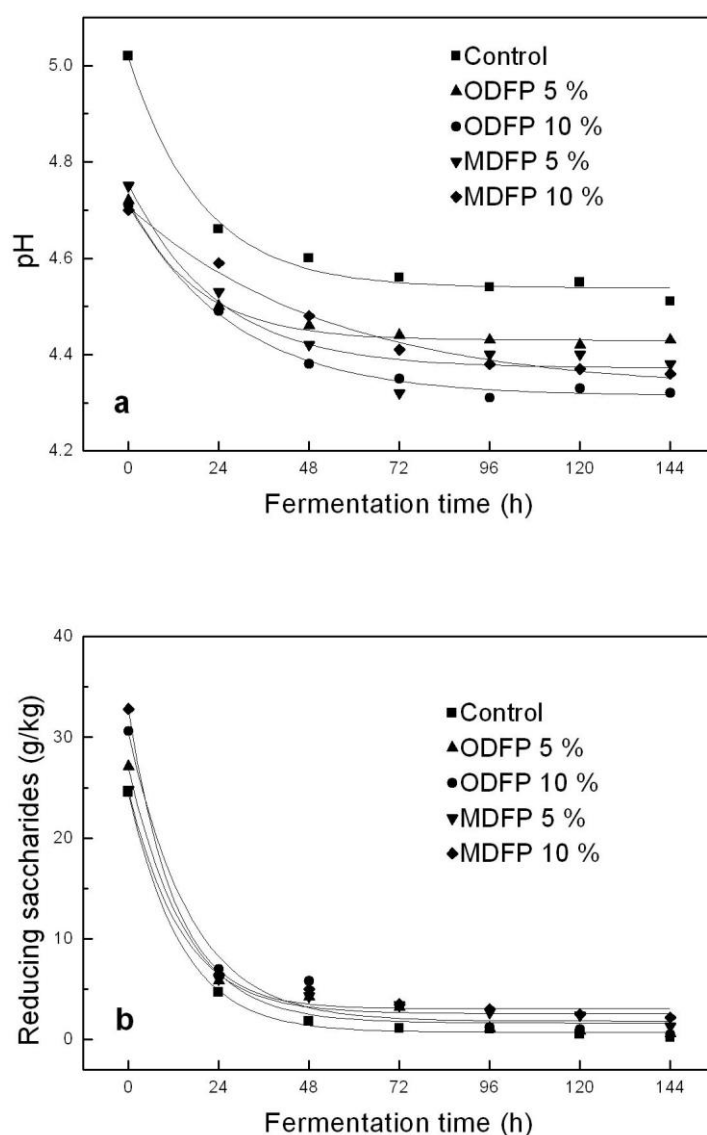 5.0
4.8
4.6
4.4
4.2
pH
■Control
▲ODFP 5 %
●ODFP 10 %
▼MDFP 5 %
◆MDFP 10 %
a
0 24 48 72 96 120 144
Fermentation time (h)
40
30
20
10
0
Reducing saccharides (g/kg)
■Control
▲ODFP 5 %
●ODFP 10 %
▼MDFP 5 %
◆MDFP 10 %
b
0 24 48 72 96 120 144
Fermentation time (h)